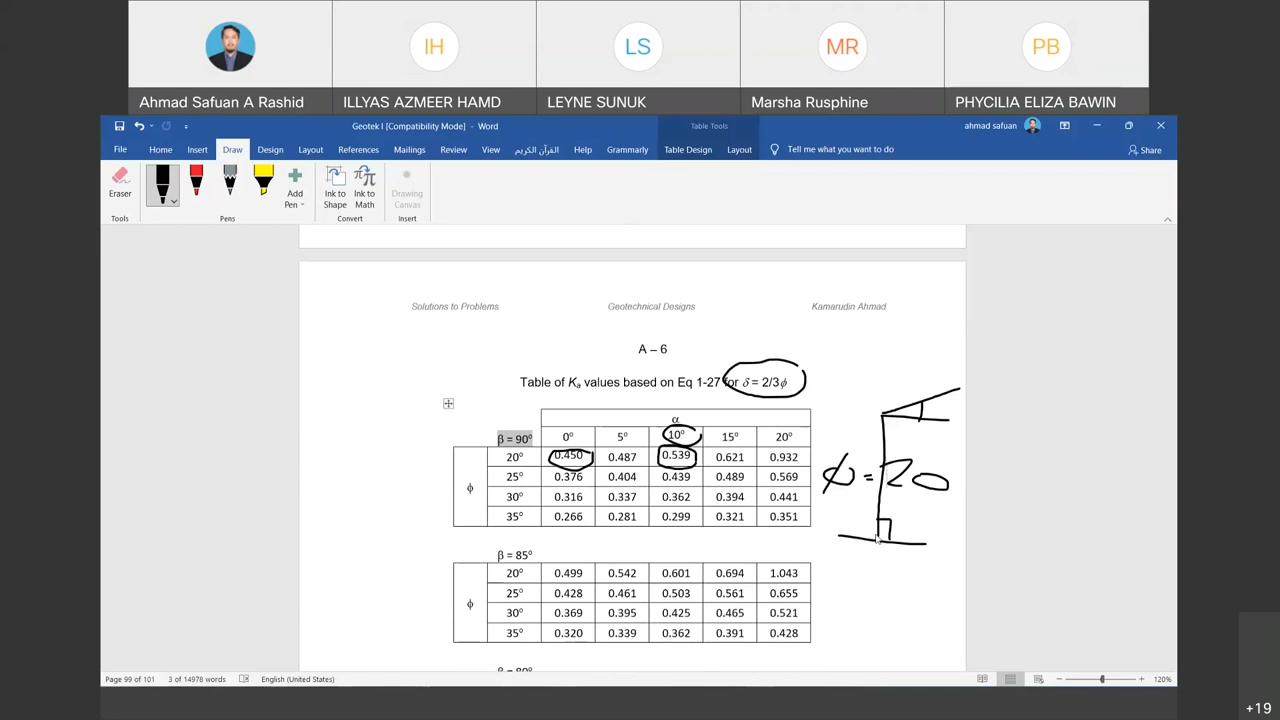 IH
LS
MR
PB
Ahmad Safuan A Rashid
ILLYAS AZMEER HAMD
LEYNE SUNUK
Marsha Rusphine
PHYCILIA ELIZA BAWIN
Geotek I [Compatibility Mode] - Word
Table Tools
ahmad safuan
File Home Insert Draw Design Layout References Mailings Review View القرآن الكريم Help Grammarly Table Design Layout Tell me what you want to do Share
Eraser
Add Pen
Ink to Shape
Ink to Math
Drawing Canvas
Tools
Pens
Convert
Insert
Solutions to Problems Geotechnical Designs Kamarudin Ahmad
A – 6
Table of Ka values based on Eq 1-27 for δ = 2/3ϕ
α
β = 90° 0° 5° 10° 15° 20°
20° 0.450 0.487 0.539 0.621 0.932
25° 0.376 0.404 0.439 0.489 0.569
ϕ
30° 0.316 0.337 0.362 0.394 0.441
35° 0.266 0.281 0.299 0.321 0.351
ϕ = 20
β = 85°
20° 0.499 0.542 0.601 0.694 1.043
25° 0.428 0.461 0.503 0.561 0.655
ϕ
30° 0.369 0.395 0.425 0.465 0.521
35° 0.320 0.339 0.362 0.391 0.428
Page 99 of 101 3 of 14978 words English (United States) 120%
+19